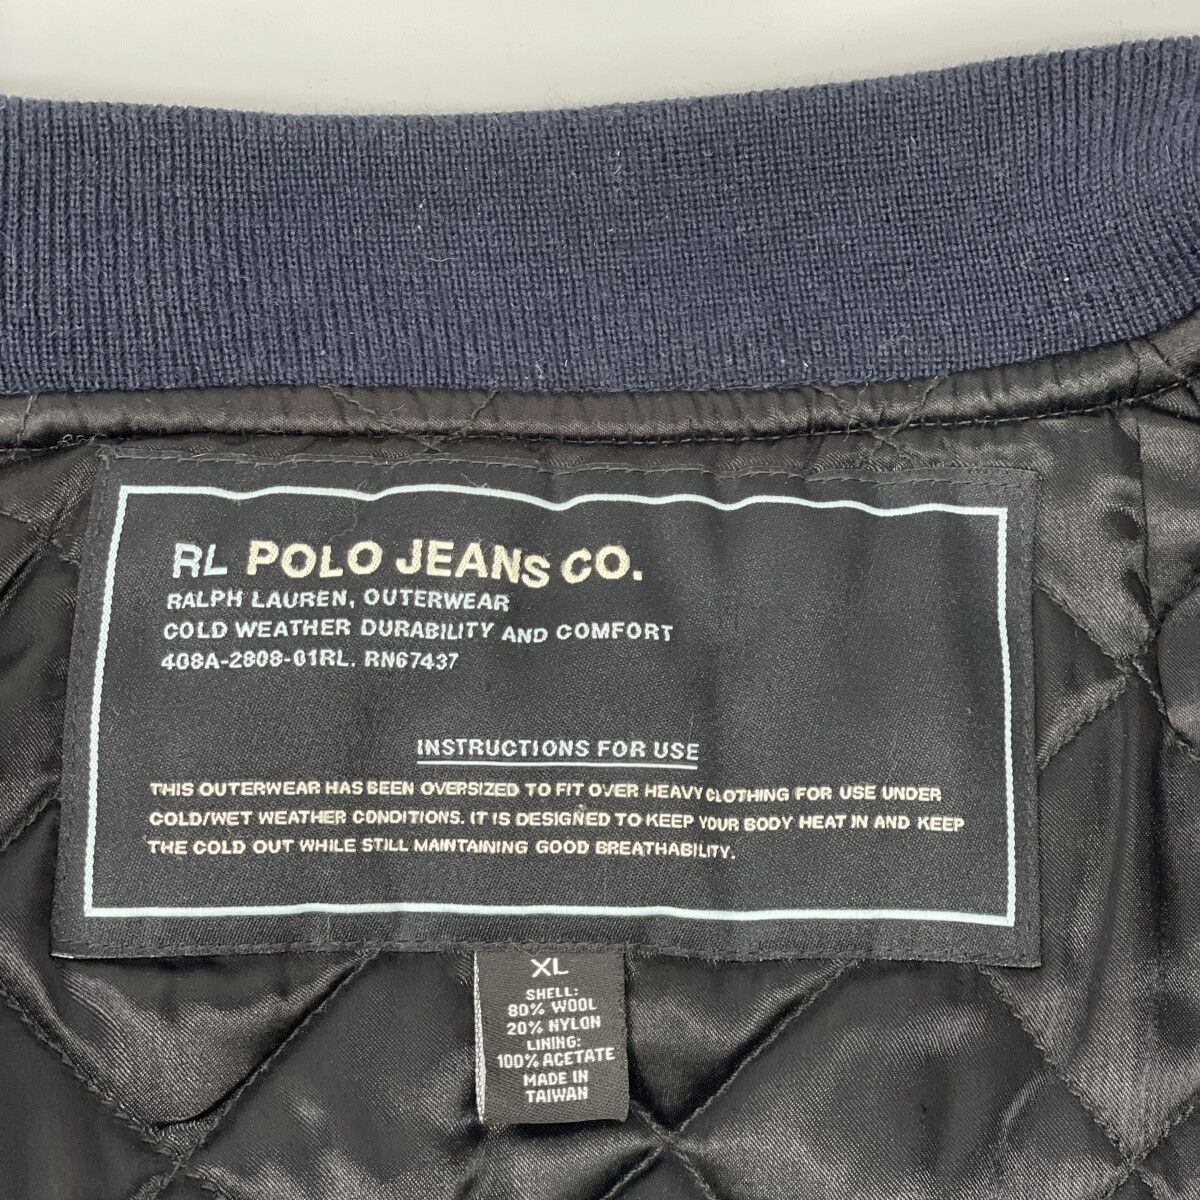 RL POLO JEANS CO.
RALPH LAUREN, OUTERWEAR
COLD WEATHER DURABILITY AND COMFORT
408A-2808-01RL. RN67437
INSTRUCTIONS FOR USE
THIS OUTERWEAR HAS BEEN OVERSIZED TO FIT OVER HEAVY CLOTHING FOR USE UNDER
COLD/WET WEATHER CONDITIONS. IT IS DESIGNED TO KEEP YOUR BODY HEAT IN AND KEEP
THE COLD OUT WHILE STILL MAINTAINING GOOD BREATHABILITY.
XL
SHELL:
80% WOOL
20% NYLON
LINING:
100% ACETATE
MADE IN
TAIWAN